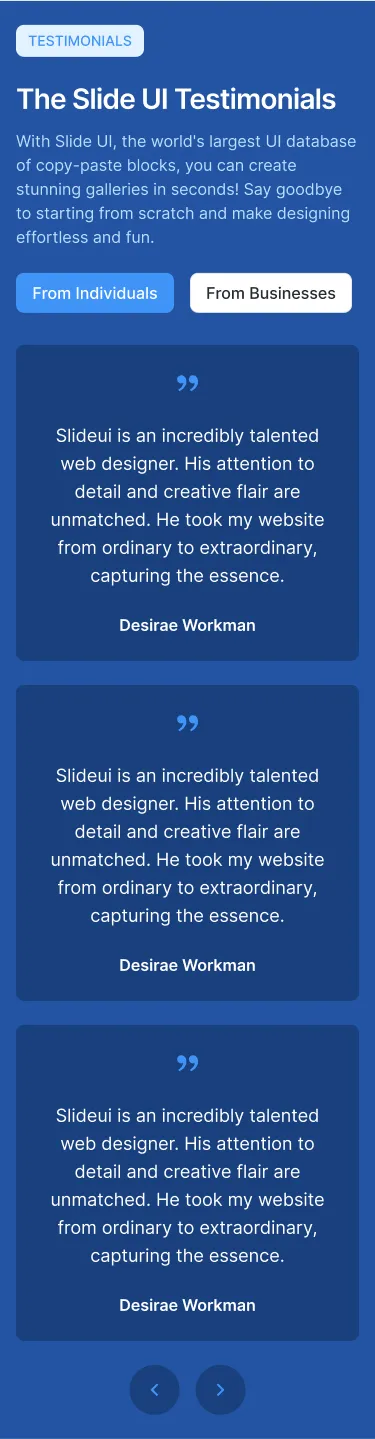 TESTIMONIALS
The Slide UI Testimonials
With Slide UI, the world's largest UI database
of copy-paste blocks, you can create
stunning galleries in seconds! Say goodbye
to starting from scratch and make designing
effortless and fun.
From Individuals
From Businesses
”
Slideui is an incredibly talented
web designer. His attention to
detail and creative flair are
unmatched. He took my website
from ordinary to extraordinary,
capturing the essence.
Desirae Workman
”
Slideui is an incredibly talented
web designer. His attention to
detail and creative flair are
unmatched. He took my website
from ordinary to extraordinary,
capturing the essence.
Desirae Workman
”
Slideui is an incredibly talented
web designer. His attention to
detail and creative flair are
unmatched. He took my website
from ordinary to extraordinary,
capturing the essence.
Desirae Workman